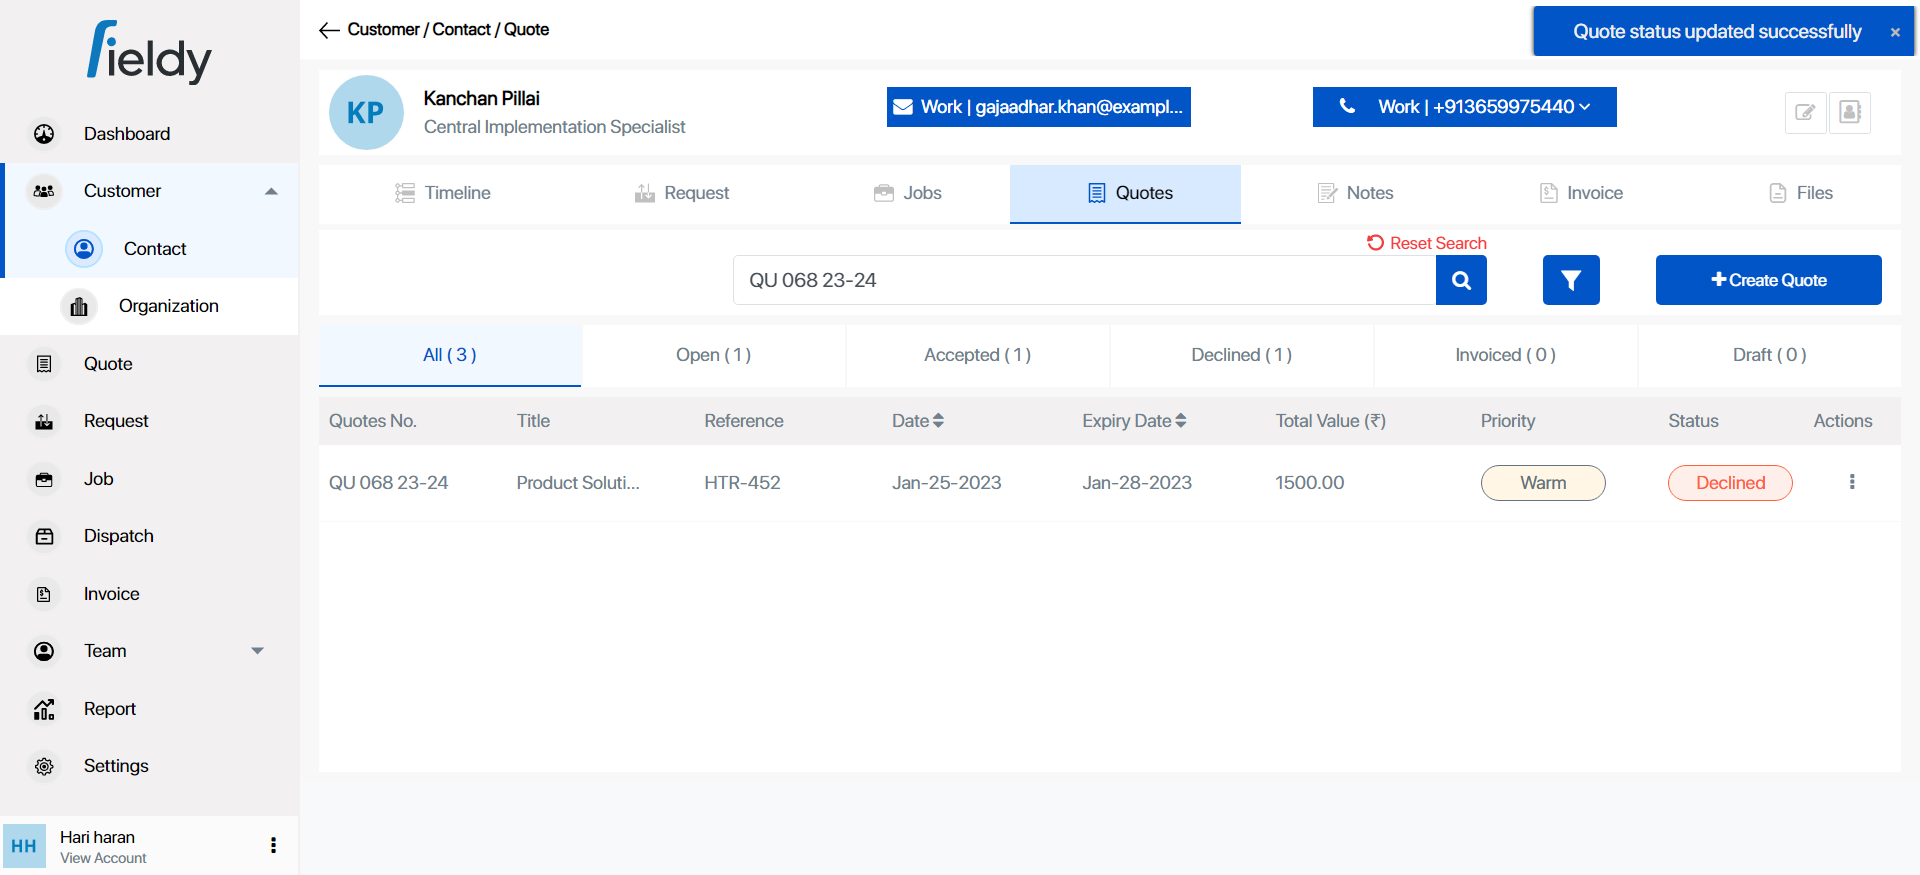 fieldy
Customer / Contact / Quote
Quote status updated successfully ×
KP
Kanchan Pillai
Central Implementation Specialist
Work | gajaadhar.khan@exampl...
Work | +913659975440
Dashboard
Customer
Contact
Organization
Quote
Request
Job
Dispatch
Invoice
Team
Report
Settings
HH
Hari haran
View Account
Timeline
Request
Jobs
Quotes
Notes
Invoice
Files
Reset Search
QU 068 23-24
Create Quote
All ( 3 )
Open ( 1 )
Accepted ( 1 )
Declined ( 1 )
Invoiced ( 0 )
Draft ( 0 )
Quotes No. Title Reference Date Expiry Date Total Value (₹) Priority Status Actions
QU 068 23-24 Product Soluti... HTR-452 Jan-25-2023 Jan-28-2023 1500.00 Warm Declined